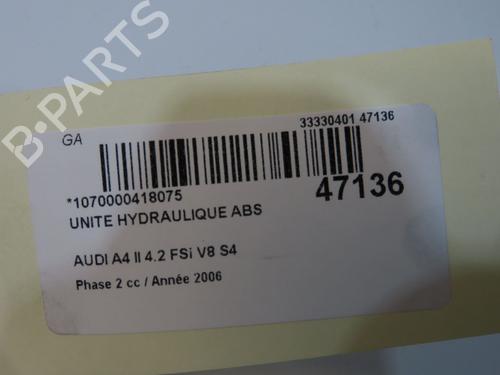 B-PARTS
GA
33330401 47136
*1070000418075
47136
UNITE HYDRAULIQUE ABS
AUDI A4 II 4.2 FSi V8 S4
Phase 2 cc / Année 2006